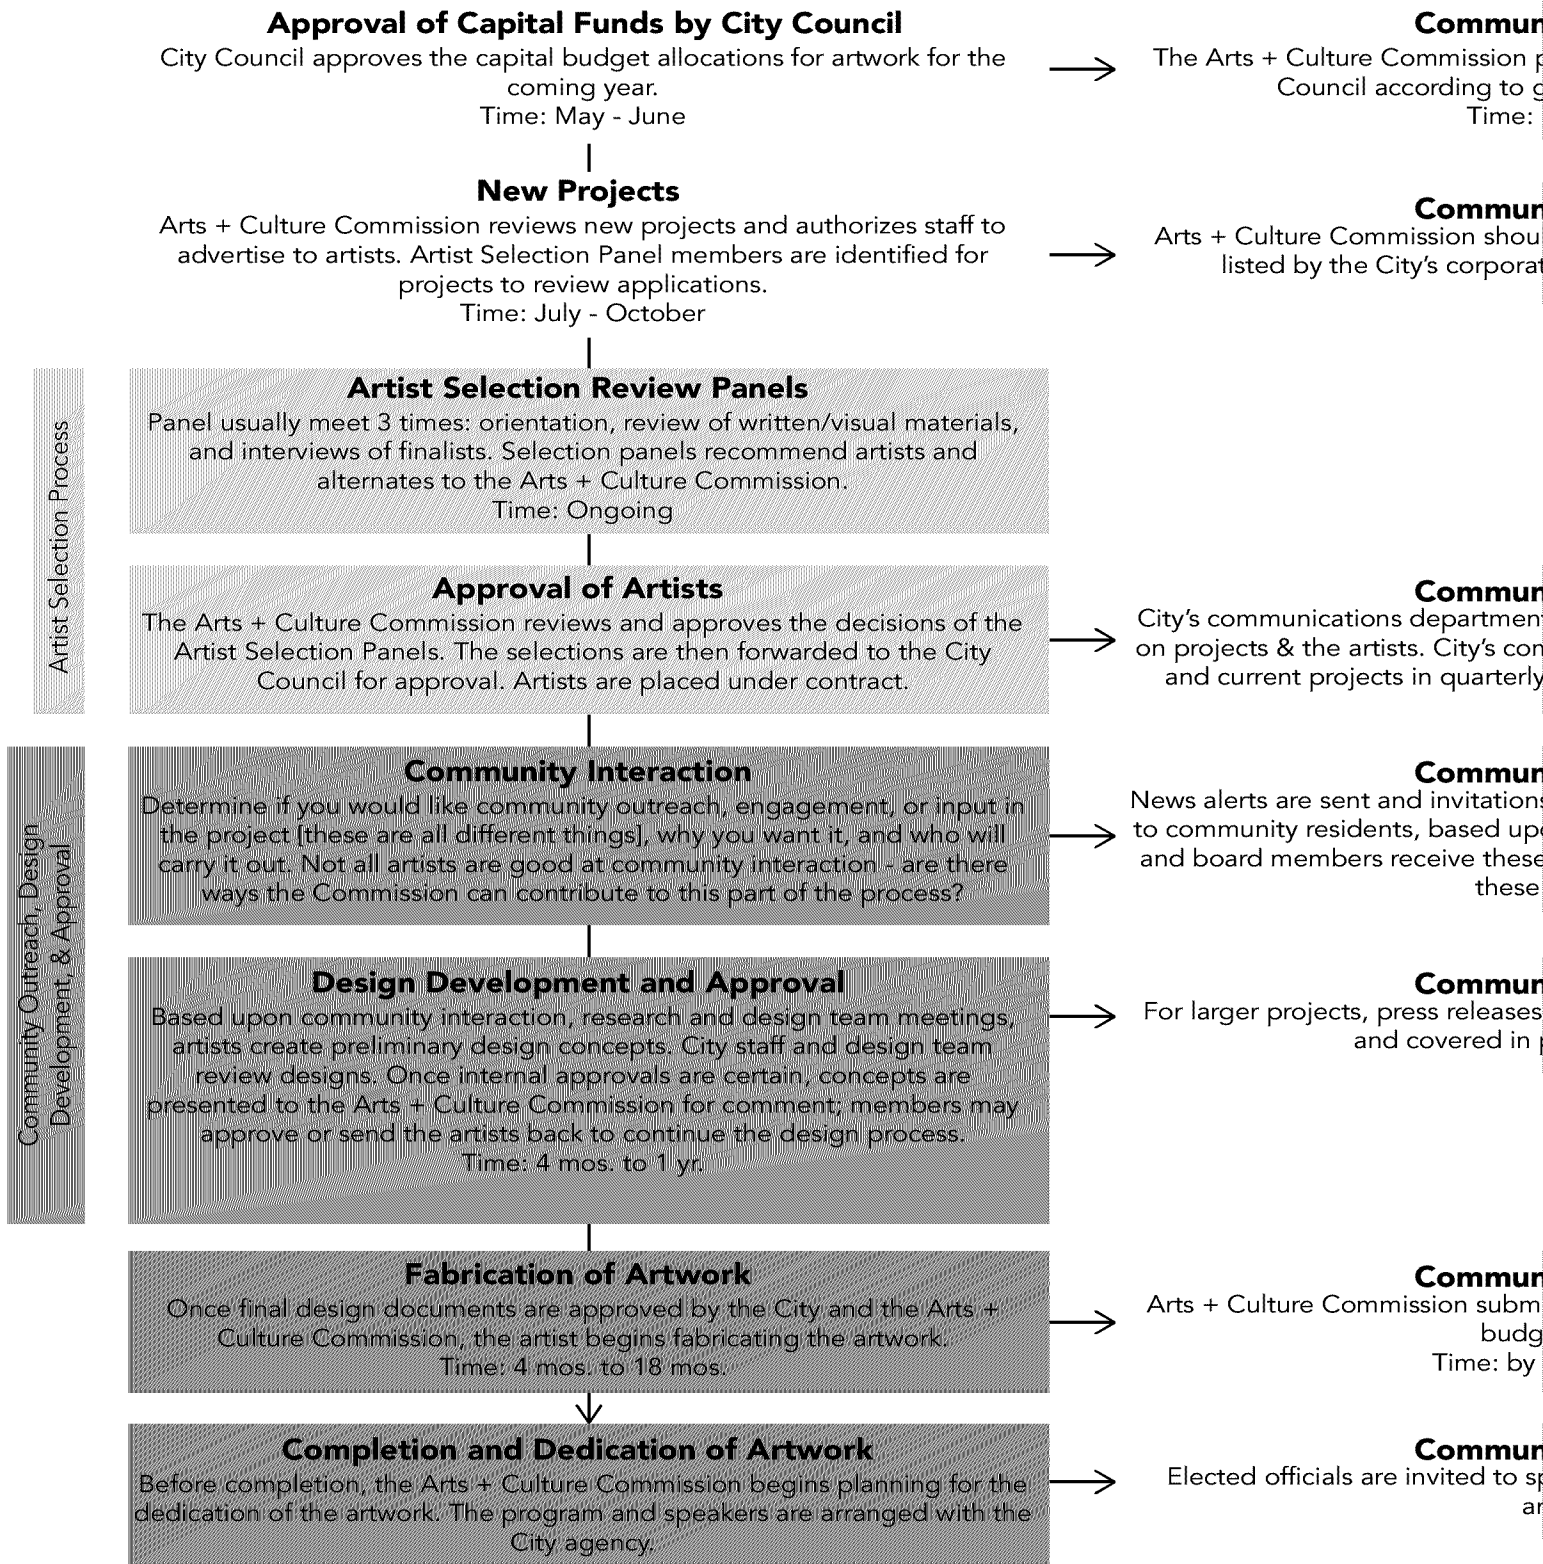 Approval of Capital Funds by City Council
City Council approves the capital budget allocations for artwork for the
coming year.
Time: May - June
Commun
The Arts + Culture Commission p
Council according to g
Time:
New Projects
Arts + Culture Commission reviews new projects and authorizes staff to
advertise to artists. Artist Selection Panel members are identified for
projects to review applications.
Time: July - October
Commun
Arts + Culture Commission shoul
listed by the City's corporat
Artist Selection Process
Artist Selection Review Panels
Panel usually meet 3 times: orientation, review of written/visual materials,
and interviews of finalists. Selection panels recommend artists and
alternates to the Arts + Culture Commission.
Time: Ongoing
Approval of Artists
The Arts + Culture Commission reviews and approves the decisions of the
Artist Selection Panels. The selections are then forwarded to the City
Council for approval. Artists are placed under contract.
Commun
City's communications department
on projects & the artists. City's con
and current projects in quarterly
Community Outreach, Design
Development, & Approval
Community Interaction
Determine if you would like community outreach, engagement, or input in
the project [these are all different things], why you want it, and who will
carry it out. Not all artists are good at community interaction - are there
ways the Commission can contribute to this part of the process?
Commun
News alerts are sent and invitations
to community residents, based upo
and board members receive these
these
Design Development and Approval
Based upon community interaction, research and design team meetings,
artists create preliminary design concepts. City staff and design team
review designs. Once internal approvals are certain, concepts are
presented to the Arts + Culture Commission for comment; members may
approve or send the artists back to continue the design process.
Time: 4 mos. to 1 yr.
Commun
For larger projects, press releases
and covered in p
Fabrication of Artwork
Once final design documents are approved by the City and the Arts +
Culture Commission, the artist begins fabricating the artwork.
Time: 4 mos. to 18 mos.
Commun
Arts + Culture Commission subm
budg
Time: by
Completion and Dedication of Artwork
Before completion, the Arts + Culture Commission begins planning for the
dedication of the artwork. The program and speakers are arranged with the
City agency.
Commun
Elected officials are invited to sp
an